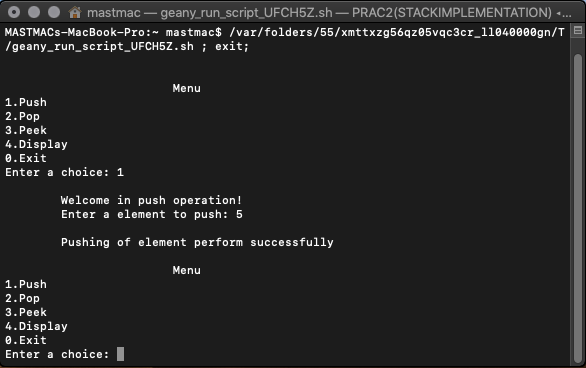 mastmac — geany_run_script_UFCH5Z.sh — PRAC2(STACKIMPLEMENTATION) ◂...
MASTMACs-MacBook-Pro:~ mastmac$ /var/folders/55/xmttxzg56qz05vqc3cr_ll040000gn/T
/geany_run_script_UFCH5Z.sh ; exit;
Menu
1.Push
2.Pop
3.Peek
4.Display
0.Exit
Enter a choice: 1
Welcome in push operation!
Enter a element to push: 5
Pushing of element perform successfully
Menu
1.Push
2.Pop
3.Peek
4.Display
0.Exit
Enter a choice: